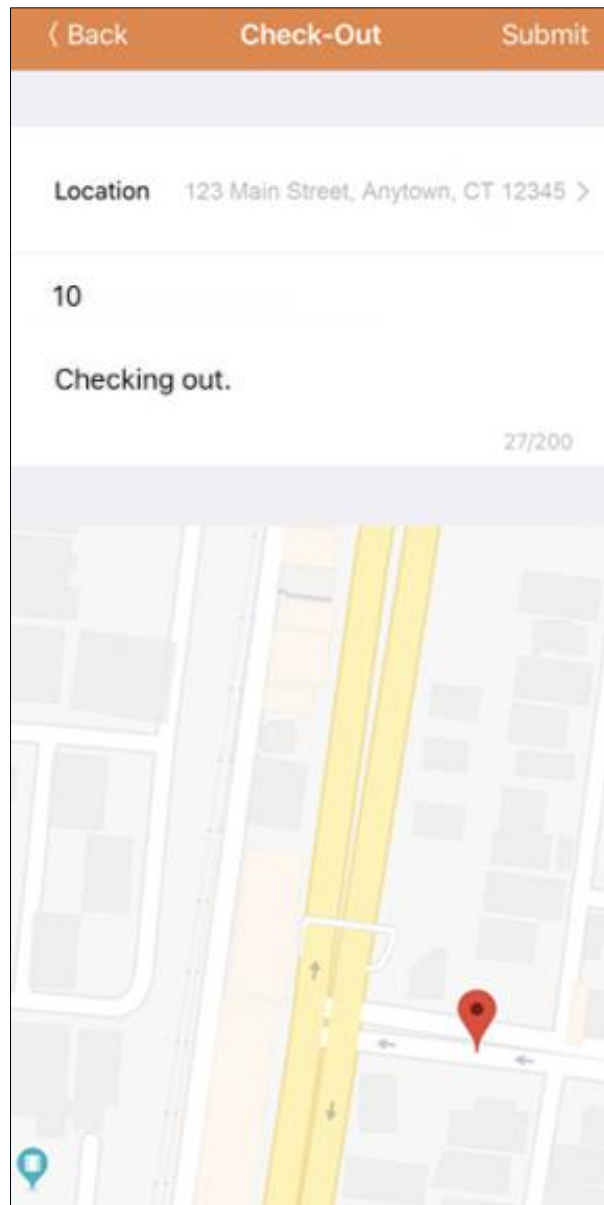 〈 Back Check-Out Submit
Location 123 Main Street, Anytown, CT 12345 >
10
Checking out.
27/200